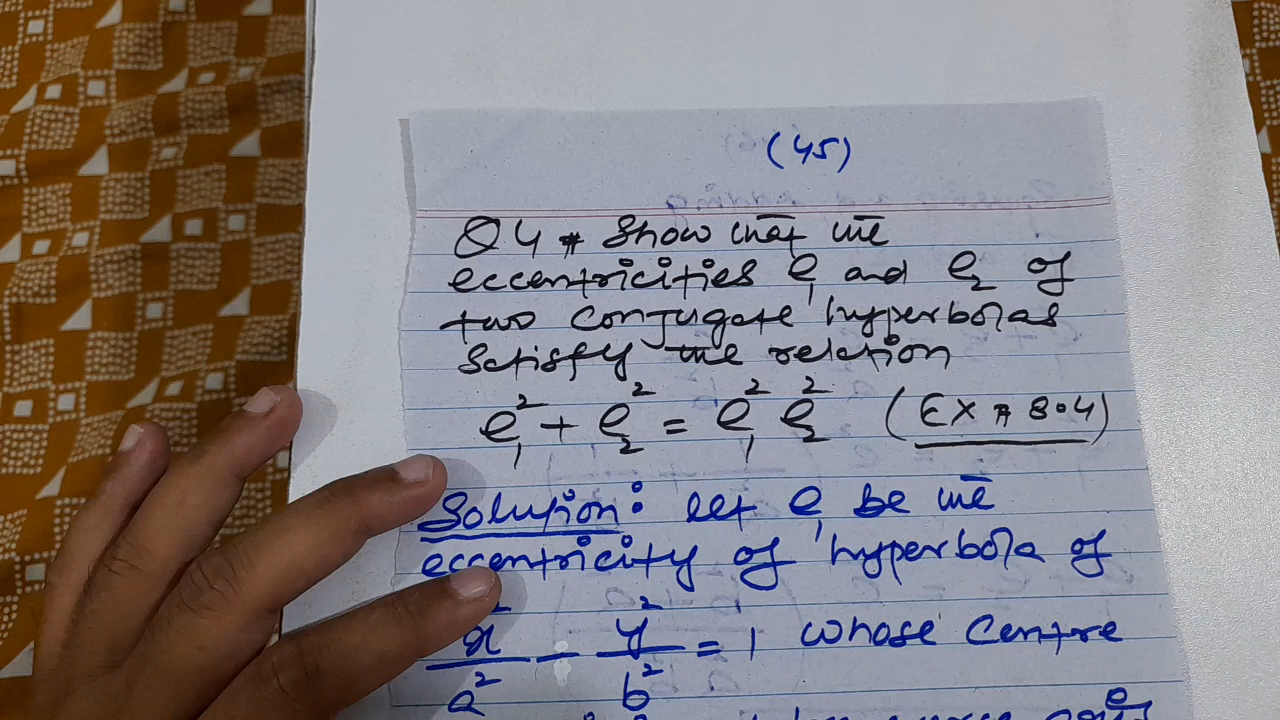 (45)
Q4 * Show that the
eccentricities e₁ and e₂ of
two conjugate hyperbolas
satisfy the relation
e₁² + e₂² = e₁² e₂² (EX * 8.4)
Solution: let e₁ be the
eccentricity of hyperbola of
x²/a² - y²/b² = 1 whose centre